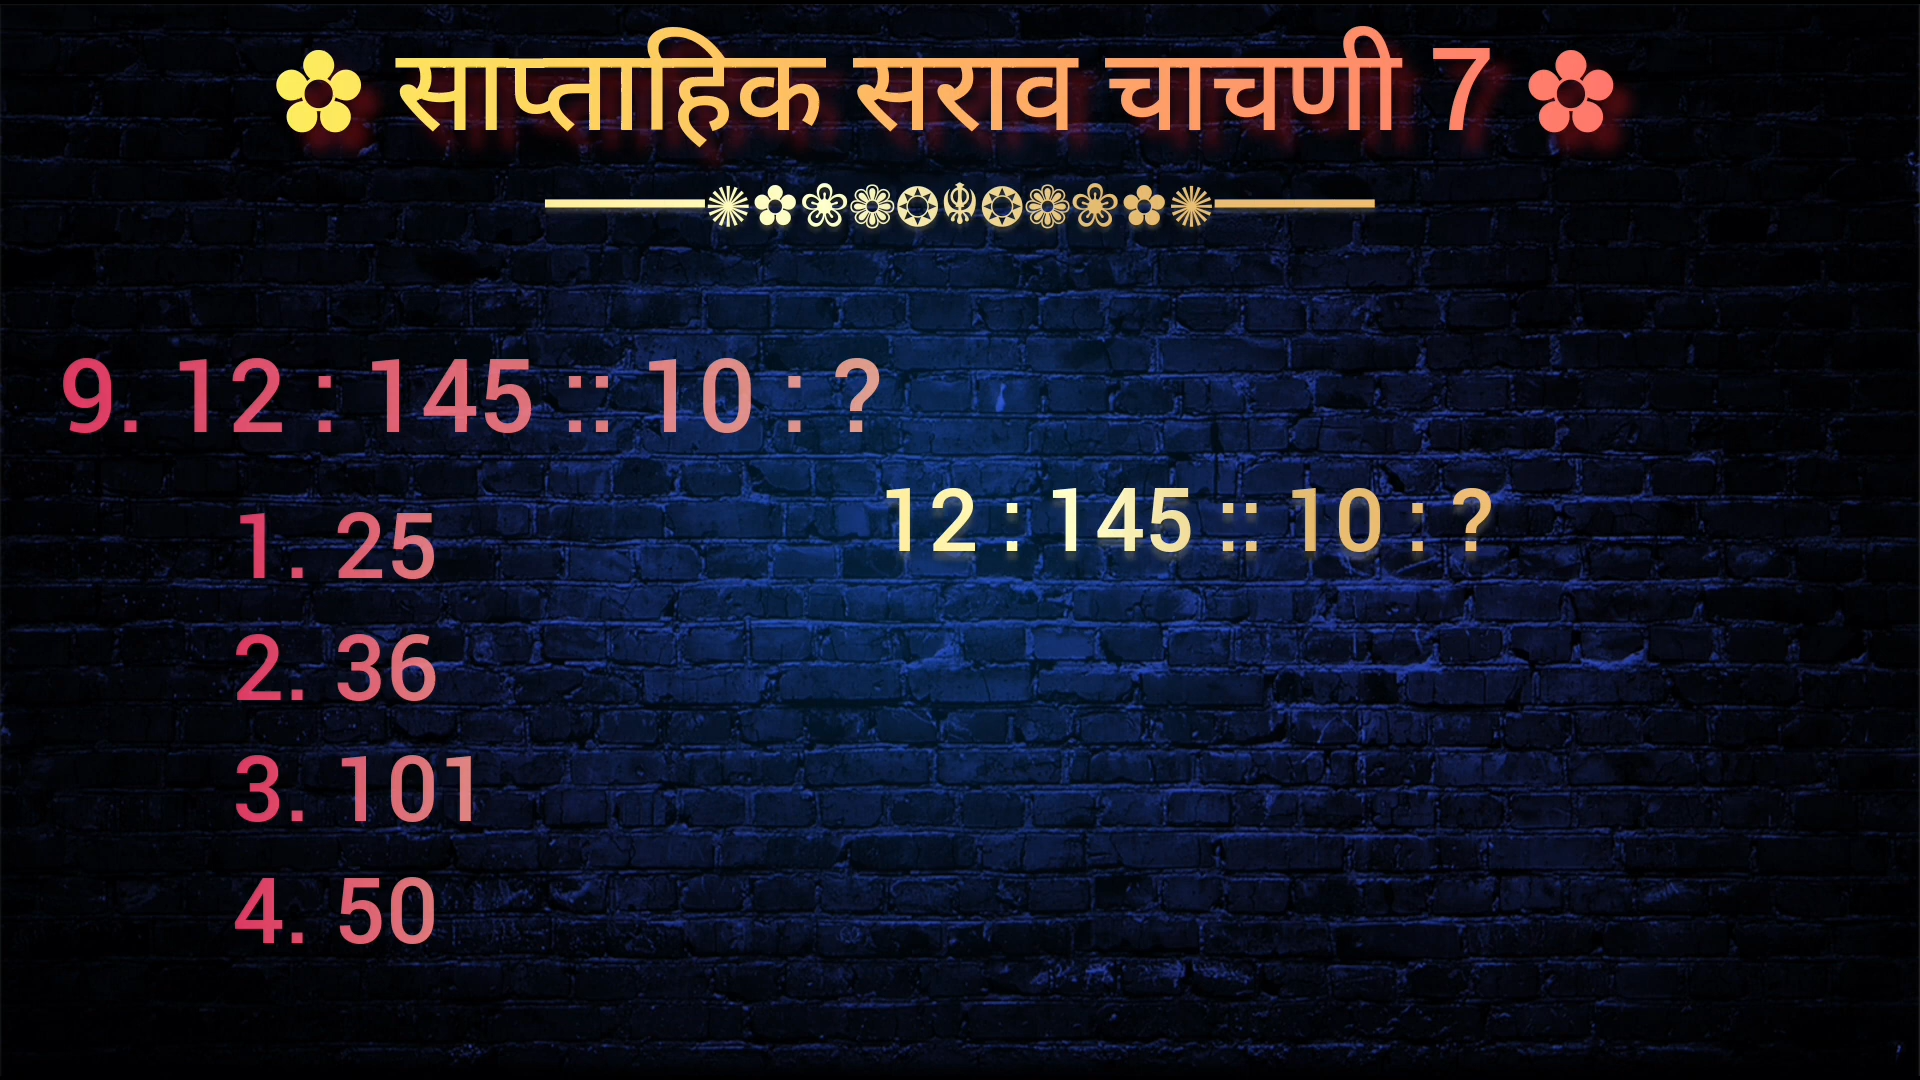 ✿ साप्ताहिक सराव चाचणी 7 ✿
9. 12 : 145 :: 10 : ?
12 : 145 :: 10 : ?
1. 25
2. 36
3. 101
4. 50